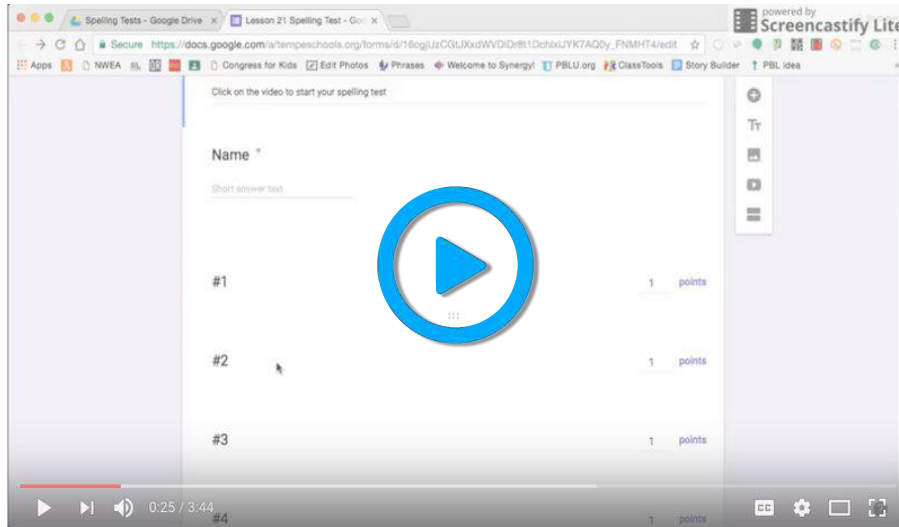 Spelling Tests - Google Drive
Lesson 21 Spelling Test - Goo
powered by
Screencastify Lite
Secure
Apps
NWEA
Congress for Kids
Edit Photos
Phrases
Welcome to Synergy!
PBLU.org
ClassTools
Story Builder
PBL idea
Click on the video to start your spelling test
Name *
Short answer text
#1 1 points
#2 1 points
#3 1 points
0:25 / 3:44
#4 1 points
CC